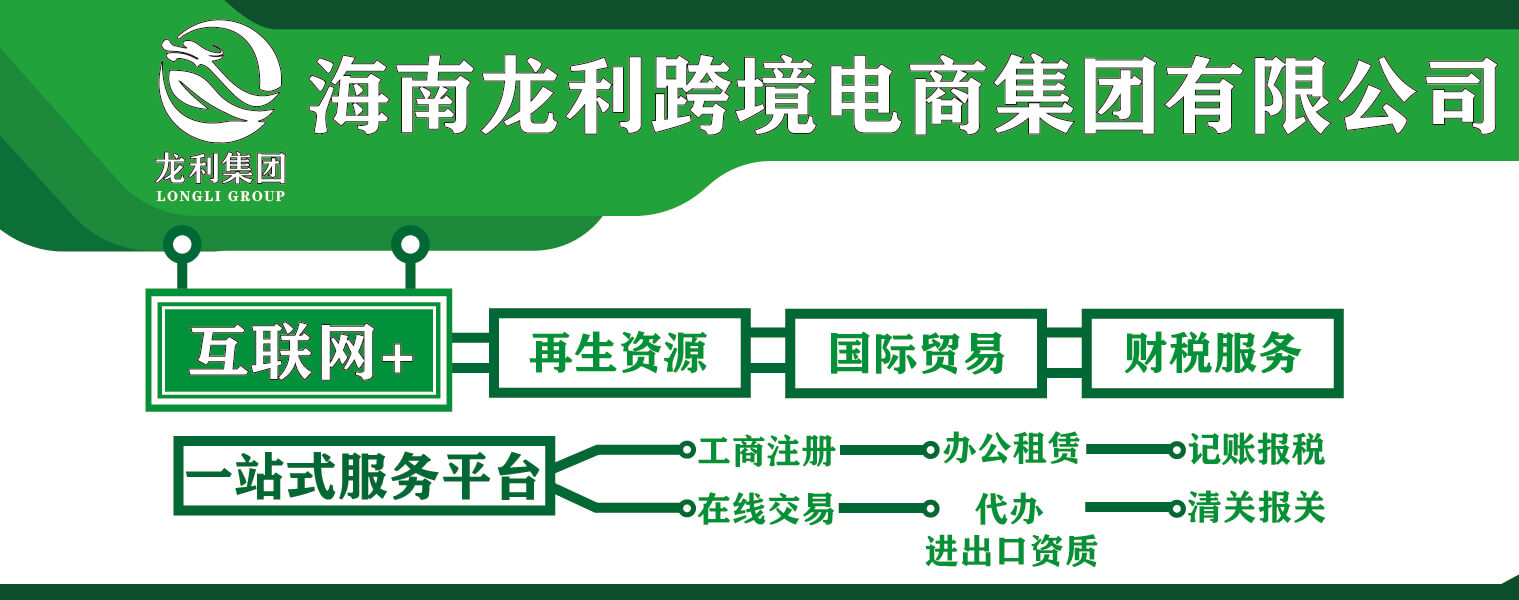 海南龙利跨境电商集团有限公司
龙利集团
LONGLI GROUP
互联网+
再生资源
国际贸易
财税服务
一站式服务平台
工商注册
办公租赁
记账报税
在线交易
代办
进出口资质
清关报关